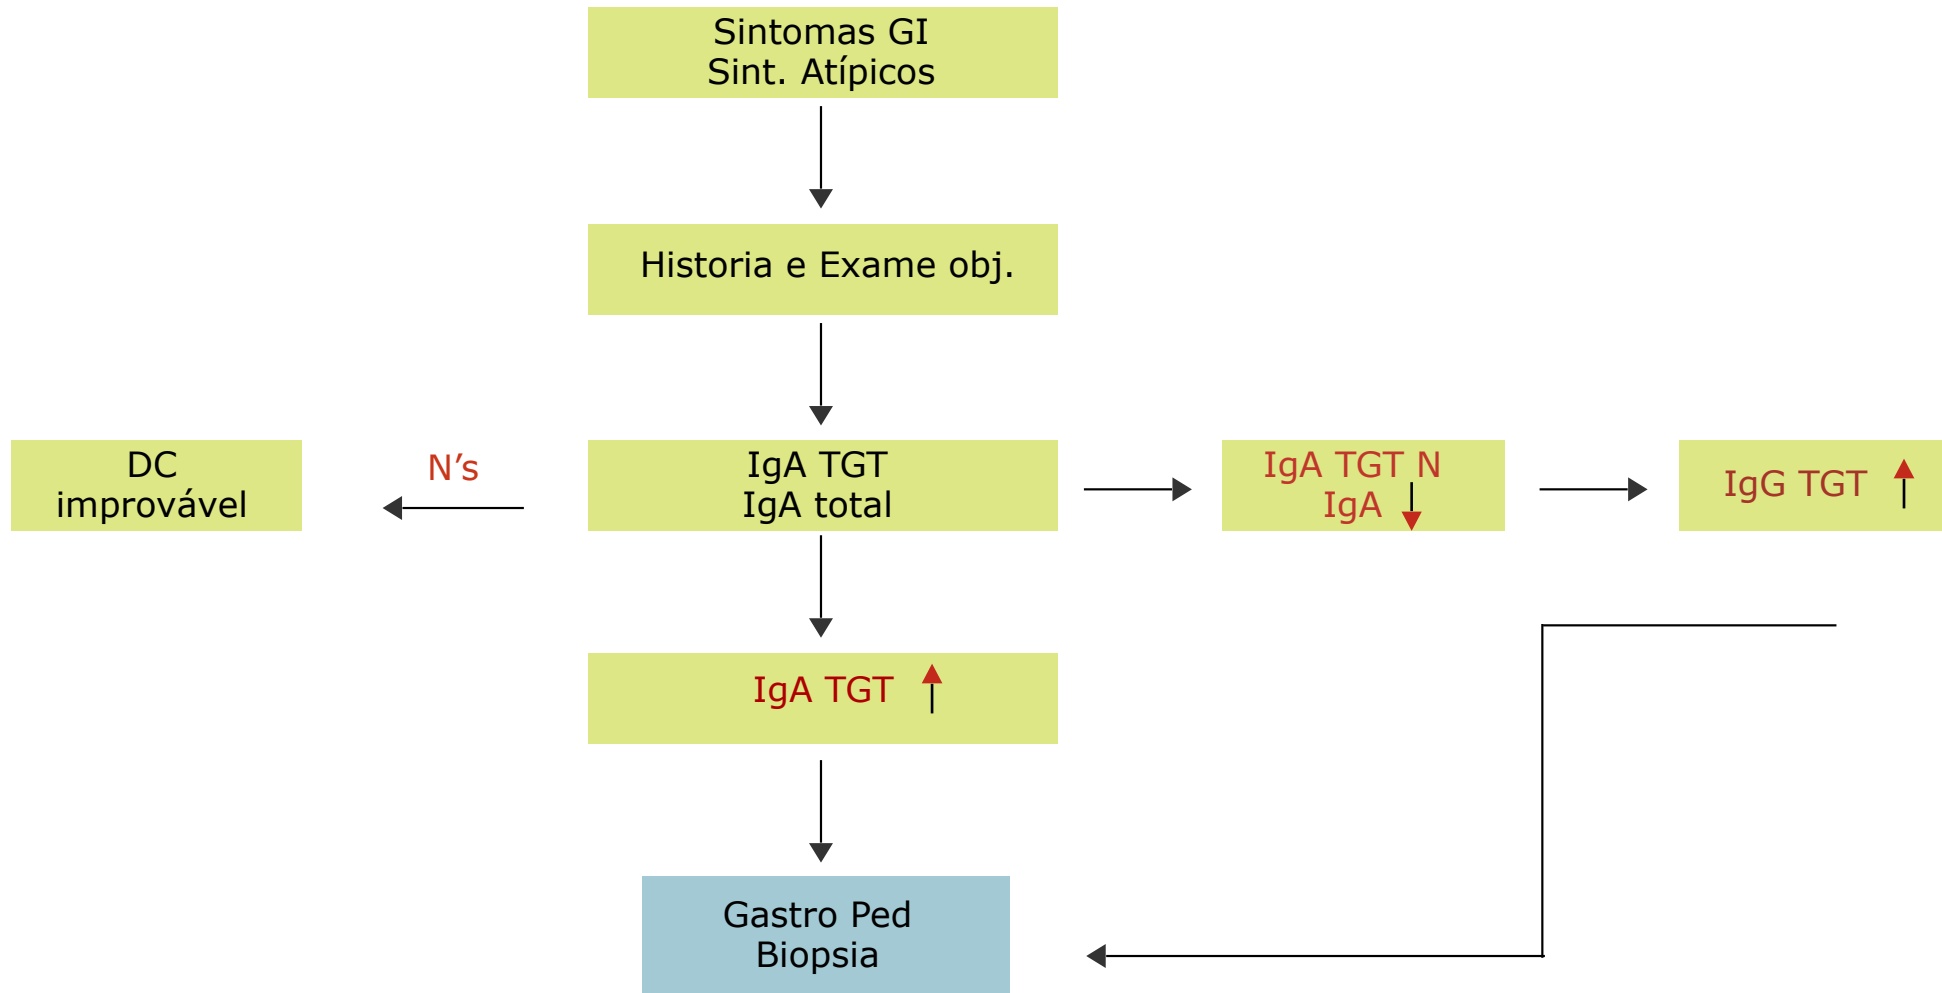 Sintomas GI
Sint. Atípicos
Historia e Exame obj.
DC
improvável
N’s
IgA TGT
IgA total
IgA TGT N
IgA
IgG TGT
IgA TGT
Gastro Ped
Biopsia